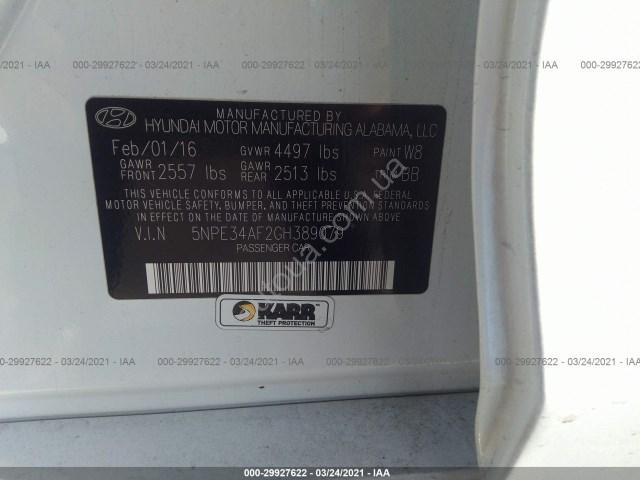 000-29927622 - 03/24/2021 - IAA
MANUFACTURED BY
HYUNDAI MOTOR MANUFACTURING ALABAMA, LLC
Feb/01/16 GVWR 4497 lbs PAINT W8
GAWR FRONT 2557 lbs GAWR REAR 2513 lbs BB
THIS VEHICLE CONFORMS TO ALL APPLICABLE U.S. FEDERAL
MOTOR VEHICLE SAFETY, BUMPER, AND THEFT PREVENTION STANDARDS
IN EFFECT ON THE DATE OF MANUFACTURE SHOWN ABOVE.
V.I.N
PASSENGER CAR
KARR
THEFT PROTECTION
000-29927622 - 03/24/2021 - IAA
000-29927622 - 03/24/2021 - IAA